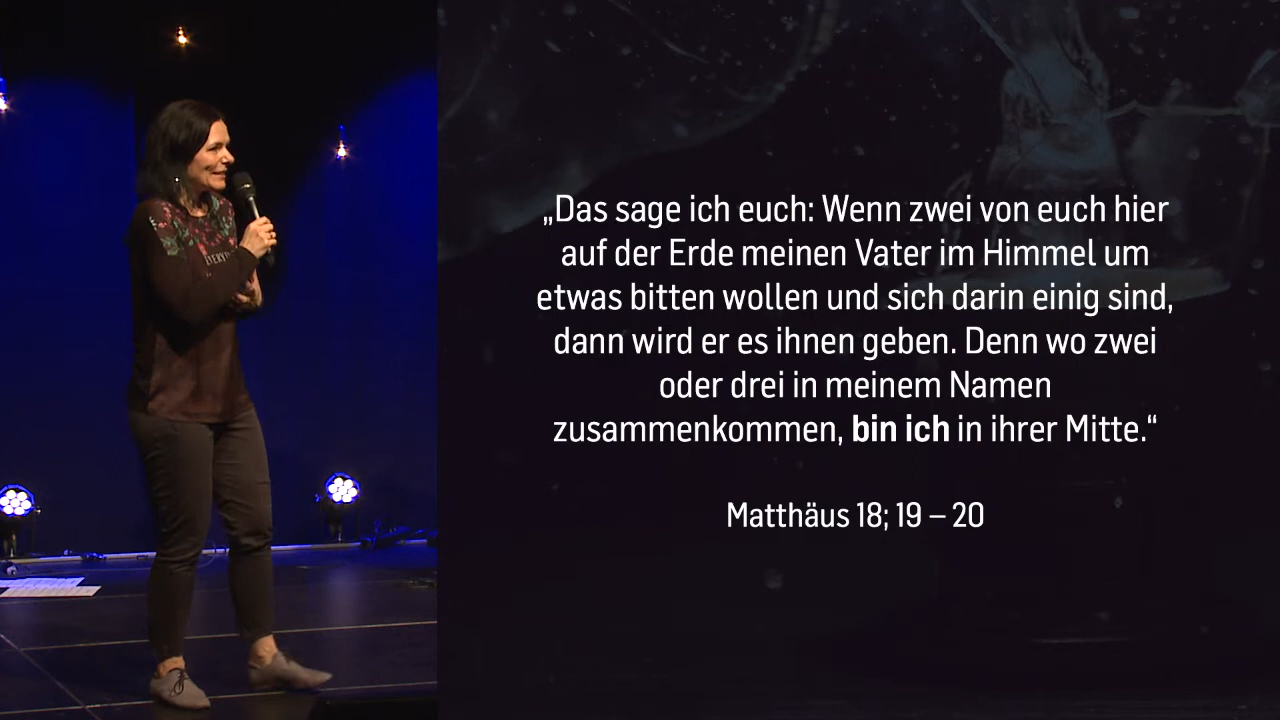 „Das sage ich euch: Wenn zwei von euch hier
auf der Erde meinen Vater im Himmel um
etwas bitten wollen und sich darin einig sind,
dann wird er es ihnen geben. Denn wo zwei
oder drei in meinem Namen
zusammenkommen, bin ich in ihrer Mitte.“
Matthäus 18; 19 – 20